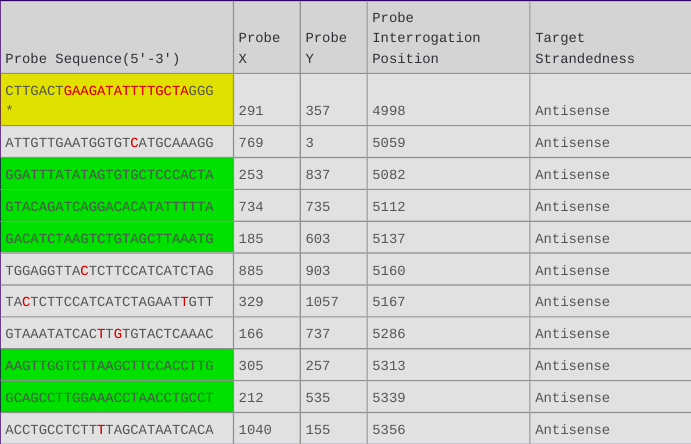 Probe Sequence(5'-3') Probe X Probe Y Probe Interrogation Position Target Strandedness
CTTGACTGAAGATATTTTGCTAGGG* 291 357 4998 Antisense
ATTGTTGAATGGTGTCATGCAAAGG 769 3 5059 Antisense
GGATTTATATAGTGTGCTCCCACTA 253 837 5082 Antisense
GTACAGATCAGGACACATATTTTTA 734 735 5112 Antisense
GACATCTAAGTCTGTAGCTTAAATG 185 603 5137 Antisense
TGGAGGTTACTCTTCCATCATCTAG 885 903 5160 Antisense
TACTCTTCCATCATCTAGAATTGTT 329 1057 5167 Antisense
GTAAATATCACTTGTGTACTCAAAC 166 737 5286 Antisense
AAGTTGGTCTTAAGCTTCCACCTTG 305 257 5313 Antisense
GCAGCCTTGGAAACCTAACCTGCCT 212 535 5339 Antisense
ACCTGCCTCTTTTAGCATAATCACA 1040 155 5356 Antisense